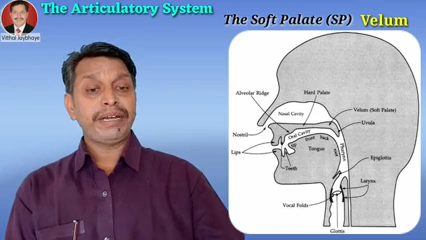 The Articulatory System
Vitthal Jaybhaye
The Soft Palate (SP) Velum
Alveolar Ridge
Hard Palate
Nasal Cavity
Velum (Soft Palate)
Uvula
Nostril
Oral Cavity
Lips
Tongue
Pharynx
Epiglottis
Teeth
Larynx
Vocal Folds
Glottis